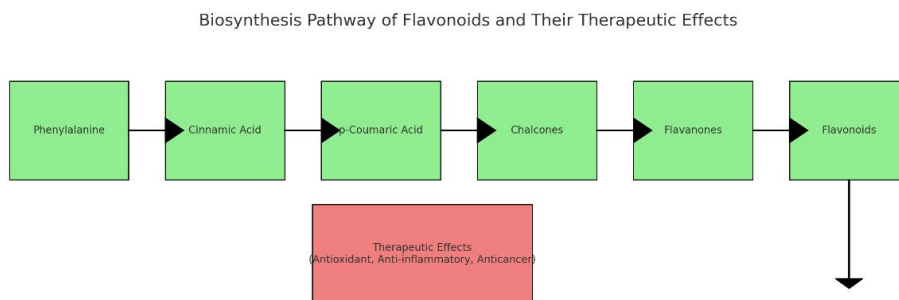 Biosynthesis Pathway of Flavonoids and Their Therapeutic Effects
Phenylalanine
Cinnamic Acid
p-Coumaric Acid
Chalcones
Flavanones
Flavonoids
Therapeutic Effects
(Antioxidant, Anti-inflammatory, Anticancer)